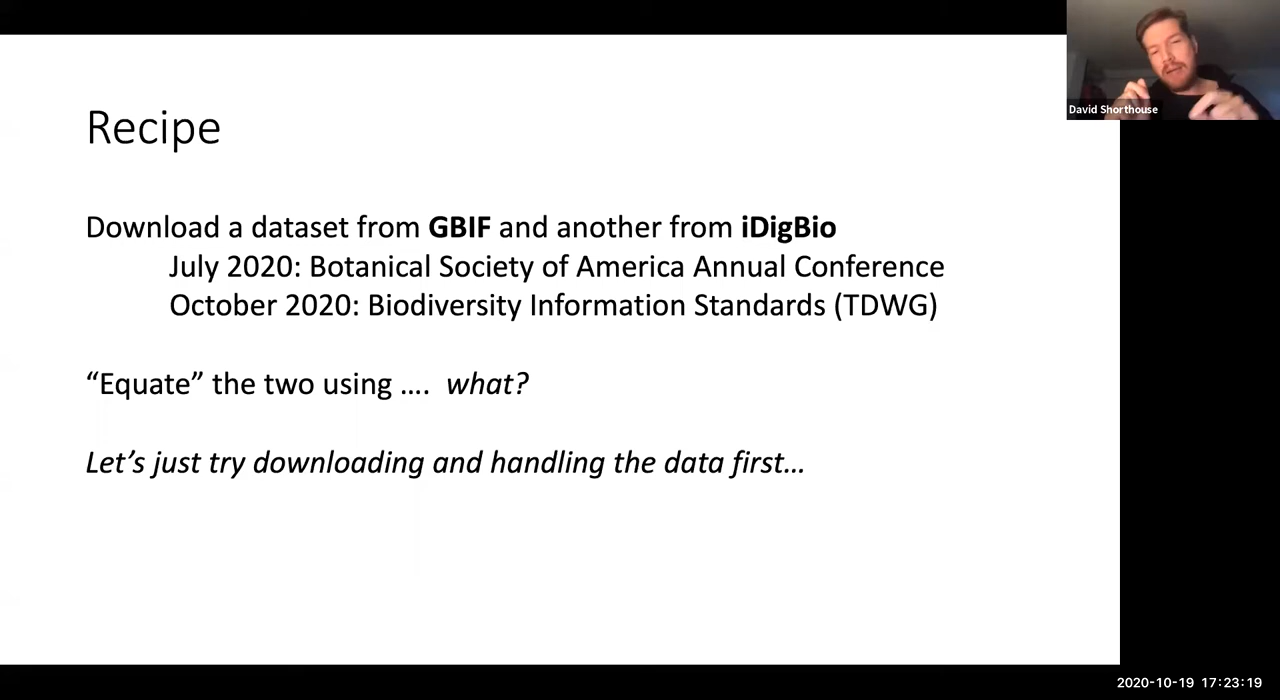 David Shorthouse
Recipe
Download a dataset from GBIF and another from iDigBio
July 2020: Botanical Society of America Annual Conference
October 2020: Biodiversity Information Standards (TDWG)
“Equate” the two using ….  what?
Let’s just try downloading and handling the data first…
2020-10-19 17:23:19